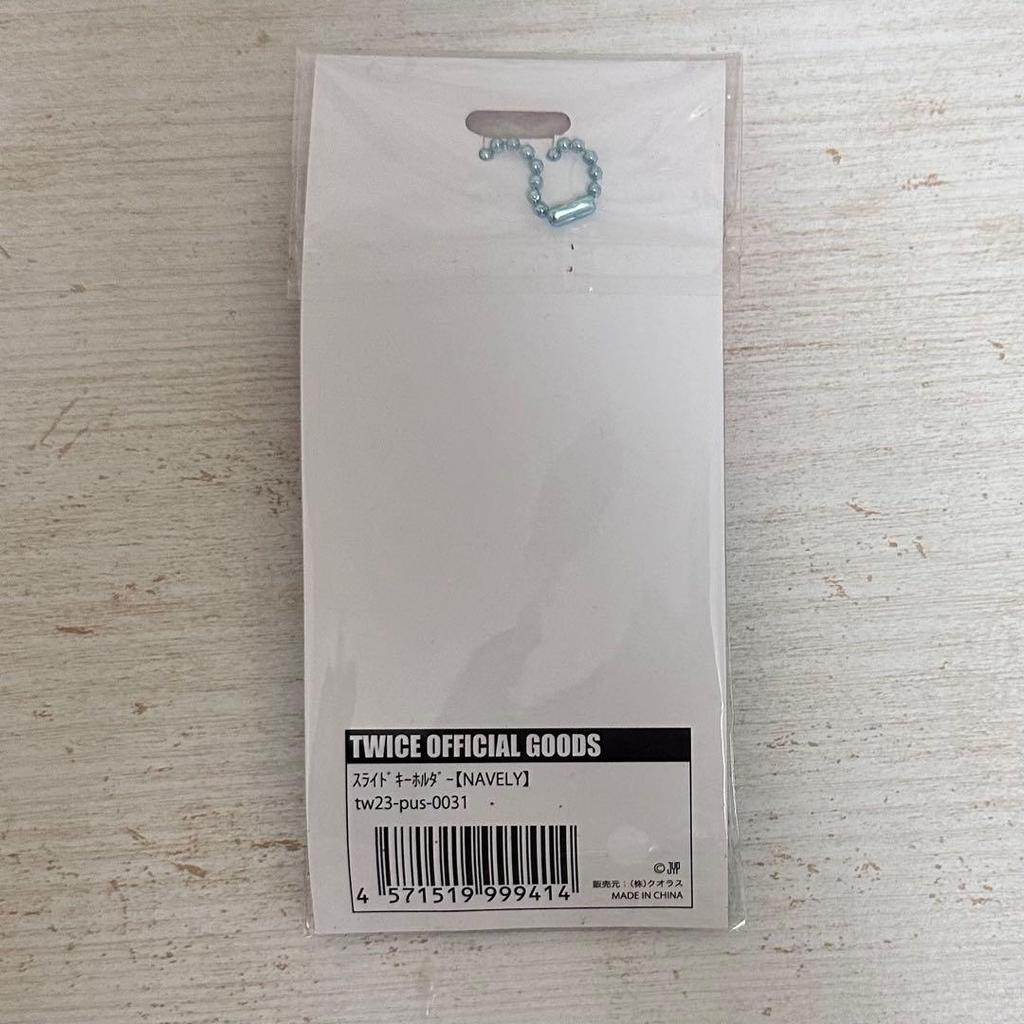 TWICE OFFICIAL GOODS
ｽﾗｲﾄﾞｷｰﾎﾙﾀﾞｰ【NAVELY】
tw23-pus-0031
4 571519 999414
© JYP
販売元：(株)クオラス
MADE IN CHINA